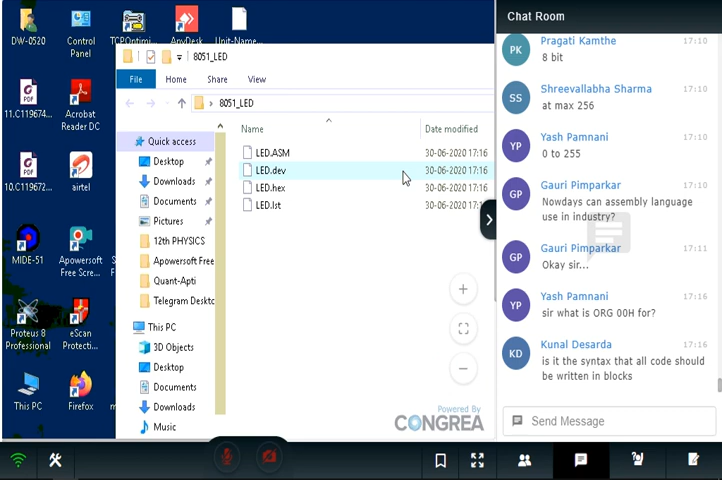 DW-0520
Control
Panel
TCPOptimi...
AnyDesk
Unit-Name...
11.C119674...
Acrobat
Reader DC
10.C119672...
airtel
MIDE-51
Apowersoft
Free Scre...
Proteus 8
Professional
eScan
Protecti...
This PC
Firefox
8051_LED
File
Home
Share
View
8051_LED
Name
Date modified
Quick access
Desktop
Downloads
Documents
Pictures
12th PHYSICS
Apowersoft Free
Quant-Apti
Telegram Deskto
This PC
3D Objects
Desktop
Documents
Downloads
Music
LED.ASM 30-06-2020 17:16
LED.dev 30-06-2020 17:16
LED.hex 30-06-2020 17:16
LED.lst 30-06-2020 17:1
Powered By
CONGREA
Chat Room
PK Pragati Kamthe 17:10
8 bit
SS Shreevallabha Sharma 17:10
at max 256
YP Yash Pamnani 17:10
0 to 255
GP Gauri Pimparkar 17:10
Nowdays can assembly language
use in industry?
GP Gauri Pimparkar 17:11
Okay sir...
YP Yash Pamnani 17:16
sir what is ORG 00H for?
KD Kunal Desarda 17:16
is it the syntax that all code should
be written in blocks
Send Message